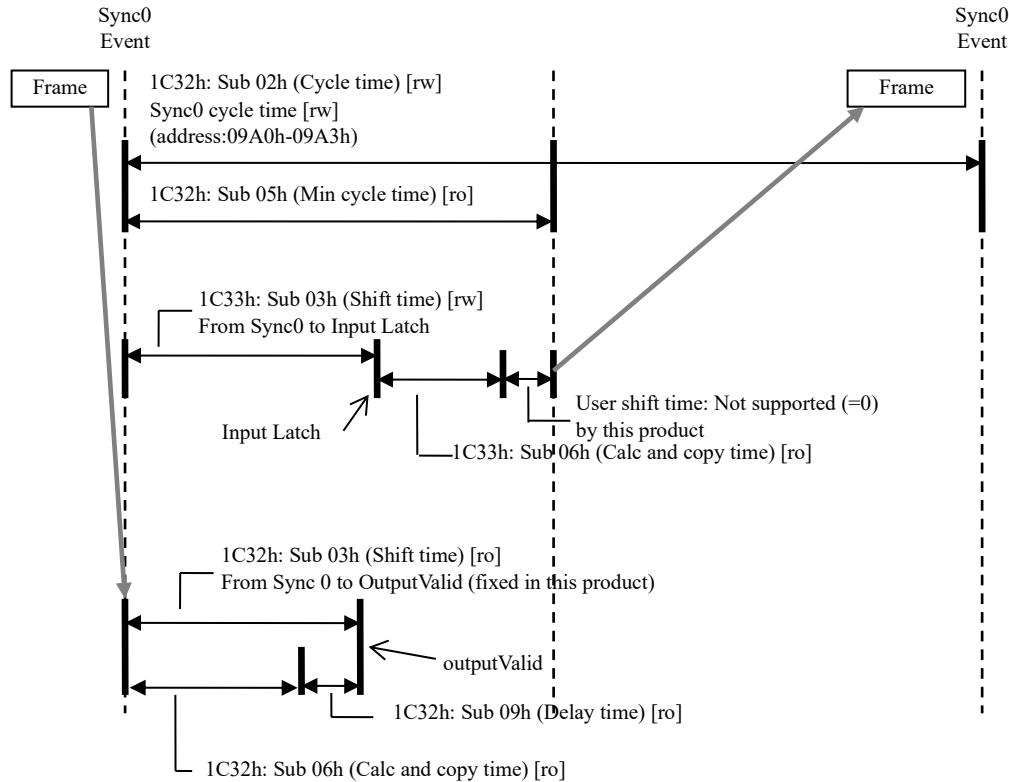 Sync0
Event
Sync0
Event
Frame
Frame
1C32h: Sub 02h (Cycle time) [rw]
Sync0 cycle time [rw]
(address:09A0h-09A3h)
1C32h: Sub 05h (Min cycle time) [ro]
1C33h: Sub 03h (Shift time) [rw]
From Sync0 to Input Latch
Input Latch
User shift time: Not supported (=0)
by this product
1C33h: Sub 06h (Calc and copy time) [ro]
1C32h: Sub 03h (Shift time) [ro]
From Sync 0 to OutputValid (fixed in this product)
outputValid
1C32h: Sub 09h (Delay time) [ro]
1C32h: Sub 06h (Calc and copy time) [ro]